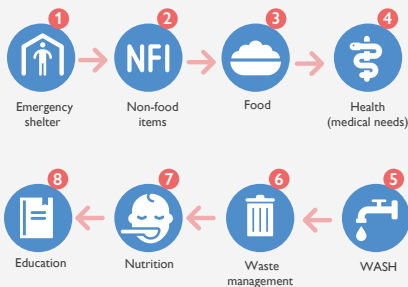 1
2
3
4
NFI
Emergency
shelter
Non-food
items
Food
Health
(medical needs)
8
7
6
5
Education
Nutrition
Waste
management
WASH